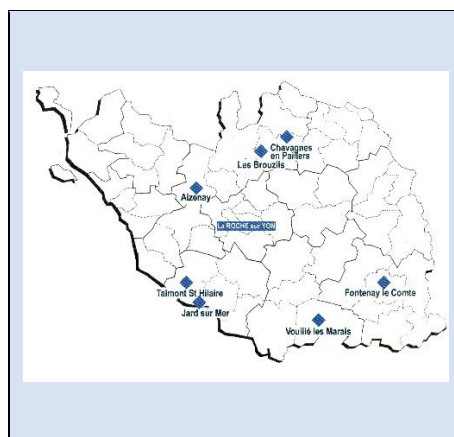 Chavagnes
en Paillers
Les Brouzils
Aizenay
La ROCHE sur YON
Talmont St Hilaire
Jard sur Mer
Fontenay le Comte
Vouillé les Marais